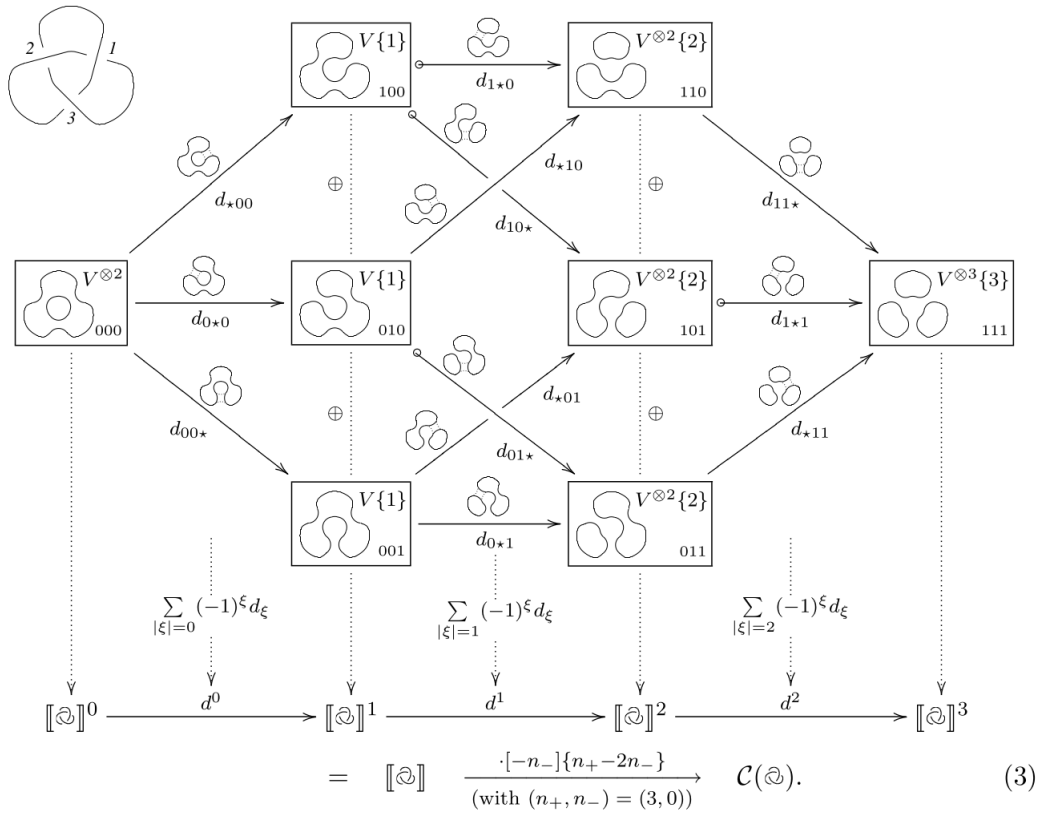 2 1
3
V{1}
100
d_{1⋆0}
V^{⊗2}{2}
110
d_{⋆00}
⊕
d_{⋆10}
d_{10⋆}
⊕
d_{11⋆}
V^{⊗2}
000
d_{0⋆0}
V{1}
010
V^{⊗2}{2}
101
d_{1⋆1}
V^{⊗3}{3}
111
d_{00⋆}
⊕
d_{⋆01}
d_{01⋆}
⊕
d_{⋆11}
V{1}
001
d_{0⋆1}
V^{⊗2}{2}
011
∑_{|ξ|=0} (-1)^ξ d_ξ
∑_{|ξ|=1} (-1)^ξ d_ξ
∑_{|ξ|=2} (-1)^ξ d_ξ
⟦ ⟧^0 d^0 ⟦ ⟧^1 d^1 ⟦ ⟧^2 d^2 ⟦ ⟧^3
= ⟦ ⟧ ·[−n_−]{n_+−2n_−} C( ). (3)
(with (n_+, n_−) = (3, 0))